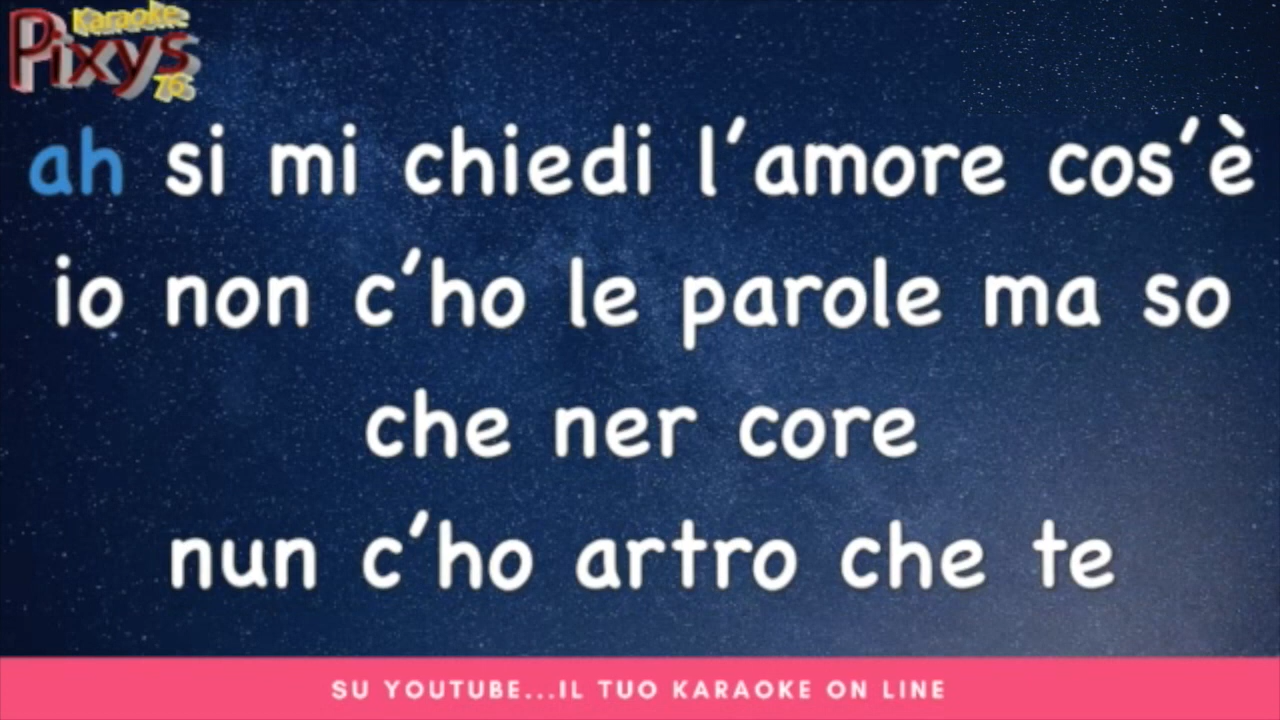 Karaoke
Pixys
76
ah si mi chiedi l'amore cos'è
io non c'ho le parole ma so
che ner core
nun c'ho artro che te
SU YOUTUBE...IL TUO KARAOKE ON LINE